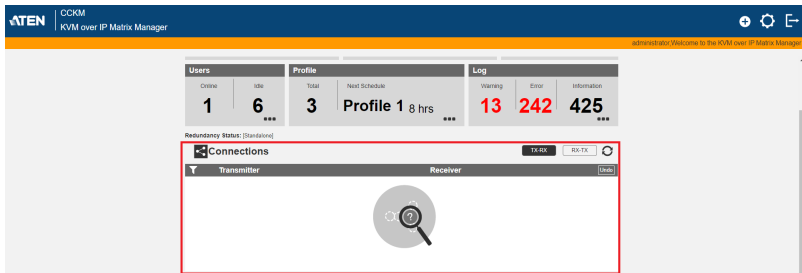 ATEN
CCKM
KVM over IP Matrix Manager
administrator,Welcome to the KVM over IP Matrix Manager
Users Profile Log
Online Idle Total Next Schedule Warning Error Information
1 6 3 Profile 1 8 hrs 13 242 425
Redundancy Status: [Standalone]
Connections TX-RX RX-TX
Transmitter Receiver Undo
?